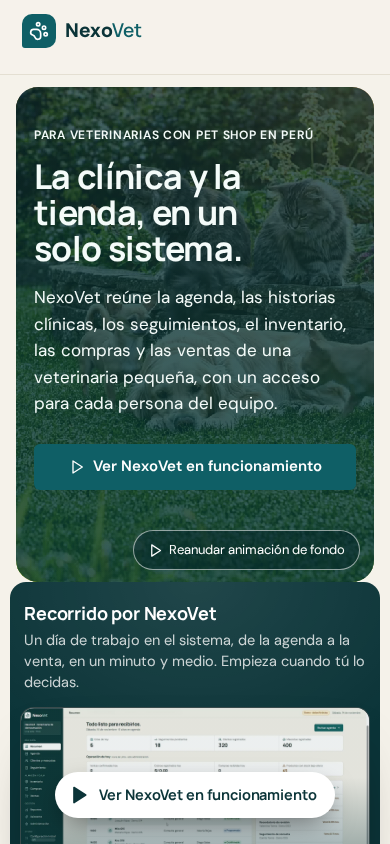 NexoVet
PARA VETERINARIAS CON PET SHOP EN PERÚ
La clínica y la
tienda, en un
solo sistema.
NexoVet reúne la agenda, las historias
clínicas, los seguimientos, el inventario,
las compras y las ventas de una
veterinaria pequeña, con un acceso
para cada persona del equipo.
Ver NexoVet en funcionamiento
Reanudar animación de fondo
Recorrido por NexoVet
Un día de trabajo en el sistema, de la agenda a la
venta, en un minuto y medio. Empieza cuando tú lo
decidas.
NexoVet
Todo listo para recibirlos.
Ver NexoVet en funcionamiento